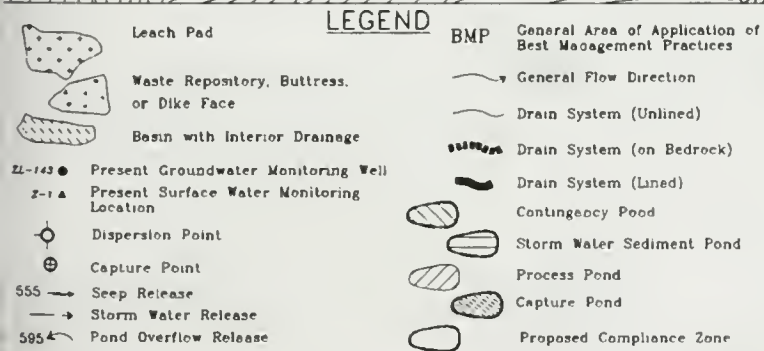 LEGEND
Leach Pad
Waste Repository, Buttress,
or Dike Face
Basin with Interior Drainage
ZL-143 Present Groundwater Monitoring Well
Z-1 Present Surface Water Monitoring
Location
Dispersion Point
Capture Point
555 Seep Release
Storm Water Release
595 Pond Overflow Release
BMP General Area of Application of
Best Management Practices
General Flow Direction
Drain System (Unlined)
Drain System (on Bedrock)
Drain System (Lined)
Contingency Pond
Storm Water Sediment Pond
Process Pond
Capture Pond
Proposed Compliance Zone